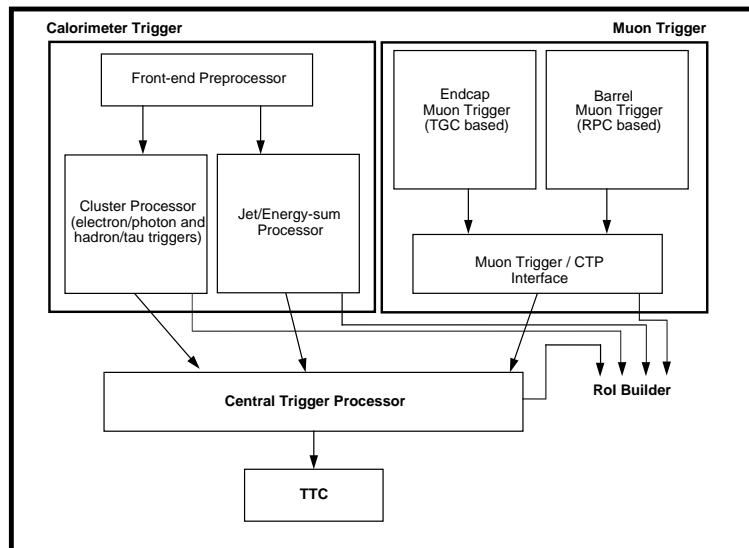 Calorimeter Trigger
Muon Trigger
Front-end Preprocessor
Endcap
Muon Trigger
(TGC based)
Barrel
Muon Trigger
(RPC based)
Cluster Processor
(electron/photon and
hadron/tau triggers)
Jet/Energy-sum
Processor
Muon Trigger / CTP
Interface
RoI Builder
Central Trigger Processor
TTC